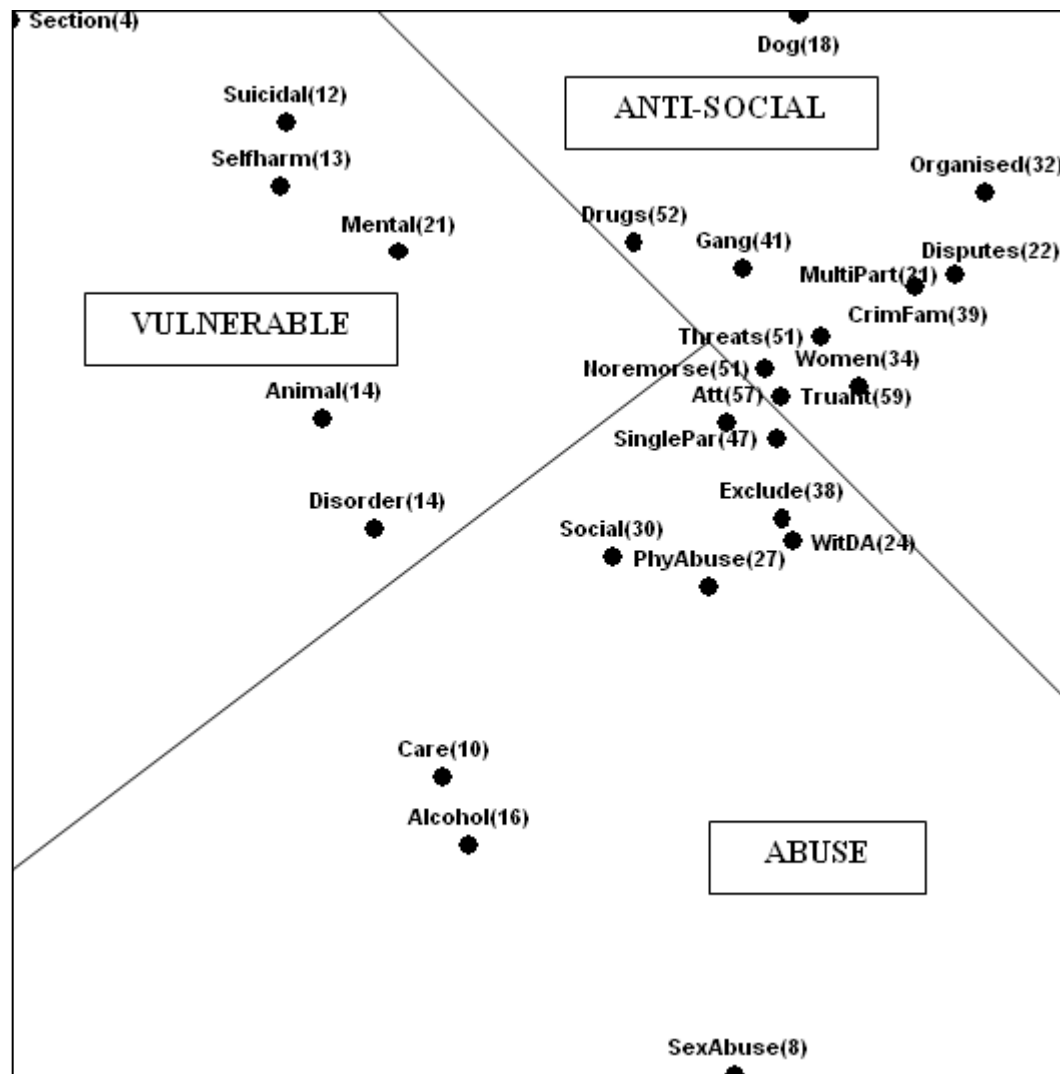 Section(4)
Dog(18)
Suicidal(12)
ANTI-SOCIAL
Selfharm(13)
Organised(32)
Mental(21)
Drugs(52)
Gang(41)
Disputes(22)
MultiPart(21)
VULNERABLE
CrimFam(39)
Threats(51)
Women(34)
Noremorse(51)
Animal(14)
Att(57)
Truant(59)
SinglePar(47)
Exclude(38)
Disorder(14)
Social(30)
WitDA(24)
PhyAbuse(27)
Care(10)
Alcohol(16)
ABUSE
SexAbuse(8)